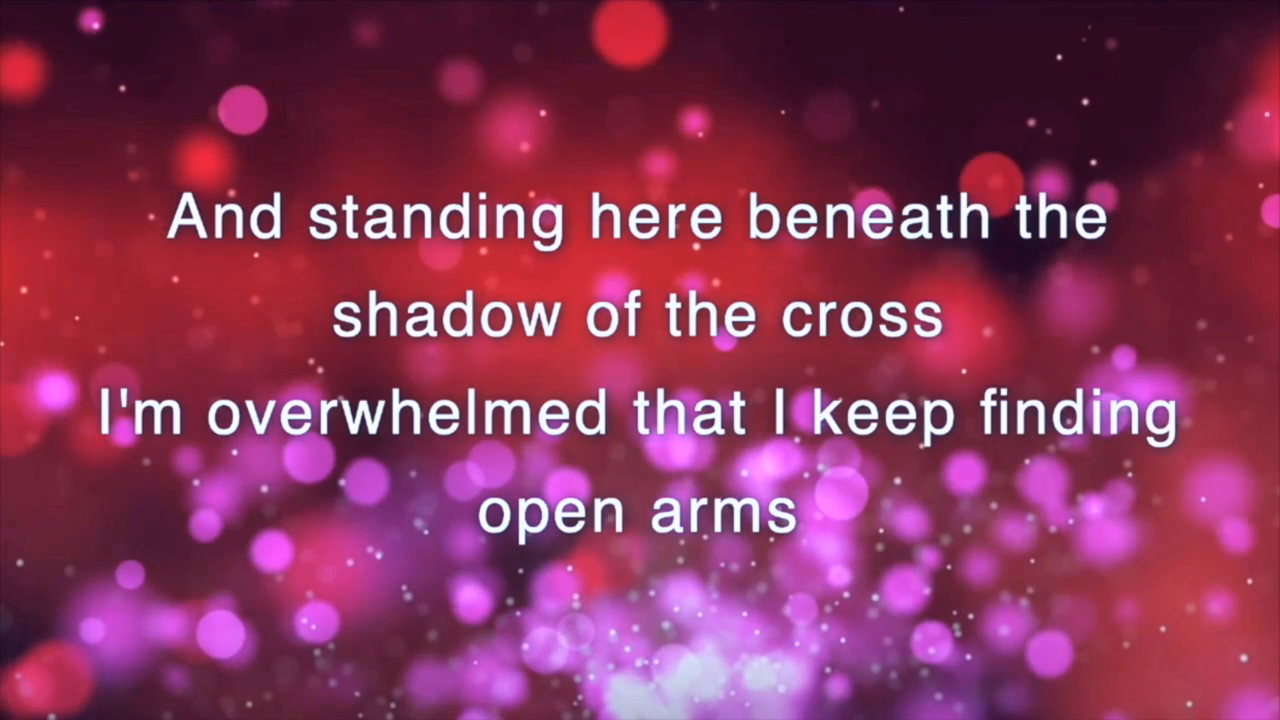 And standing here beneath the
shadow of the cross
I'm overwhelmed that I keep finding
open arms